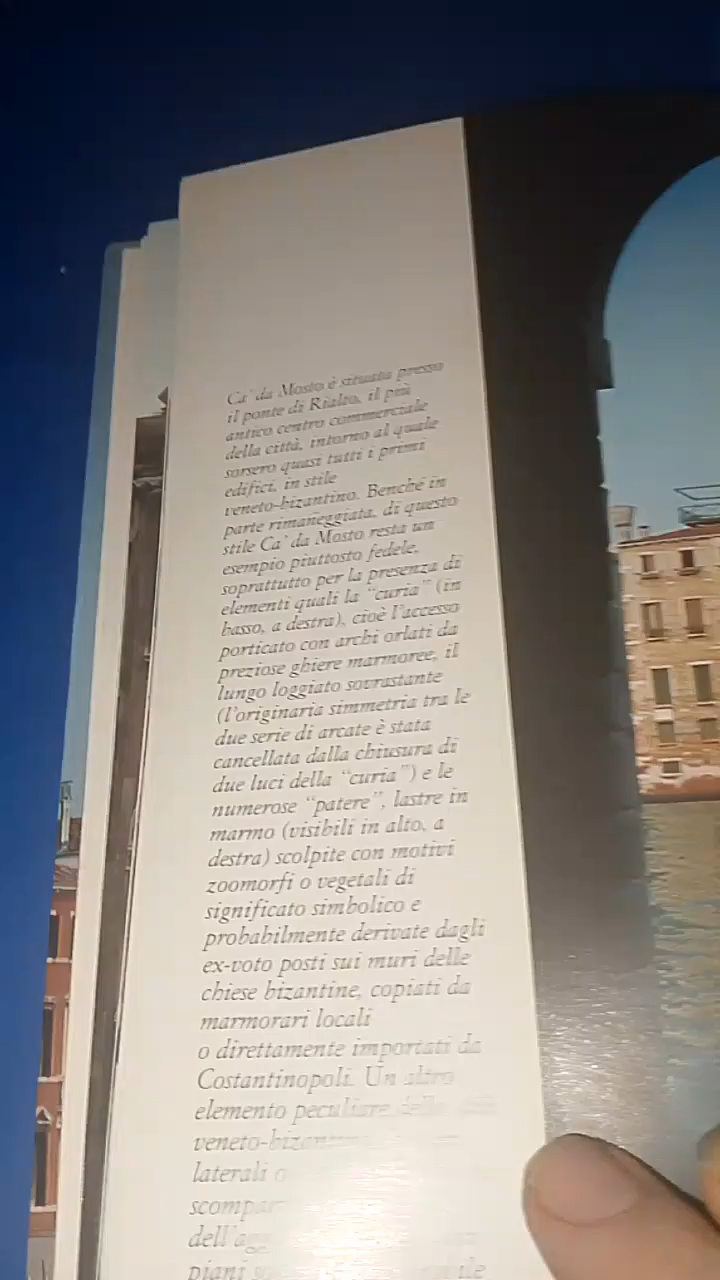 Ca' da Mosto è situata presso
il ponte di Rialto, il più
antico centro commerciale
della città, intorno al quale
sorsero quasi tutti i primi
edifici, in stile
veneto-bizantino. Benché in
parte rimaneggiata, di questo
stile Ca' da Mosto resta un
esempio piuttosto fedele,
soprattutto per la presenza di
elementi quali la "curia" (in
basso, a destra), cioè l'accesso
porticato con archi orlati da
preziose ghiere marmoree, il
lungo loggiato sovrastante
(l'originaria simmetria tra le
due serie di arcate è stata
cancellata dalla chiusura di
due luci della "curia") e le
numerose "patere", lastre in
marmo (visibili in alto, a
destra) scolpite con motivi
zoomorfi o vegetali di
significato simbolico e
probabilmente derivate dagli
ex-voto posti sui muri delle
chiese bizantine, copiati da
marmorari locali
o direttamente importati da
Costantinopoli. Un altro
elemento peculiare dello
laterali
piani